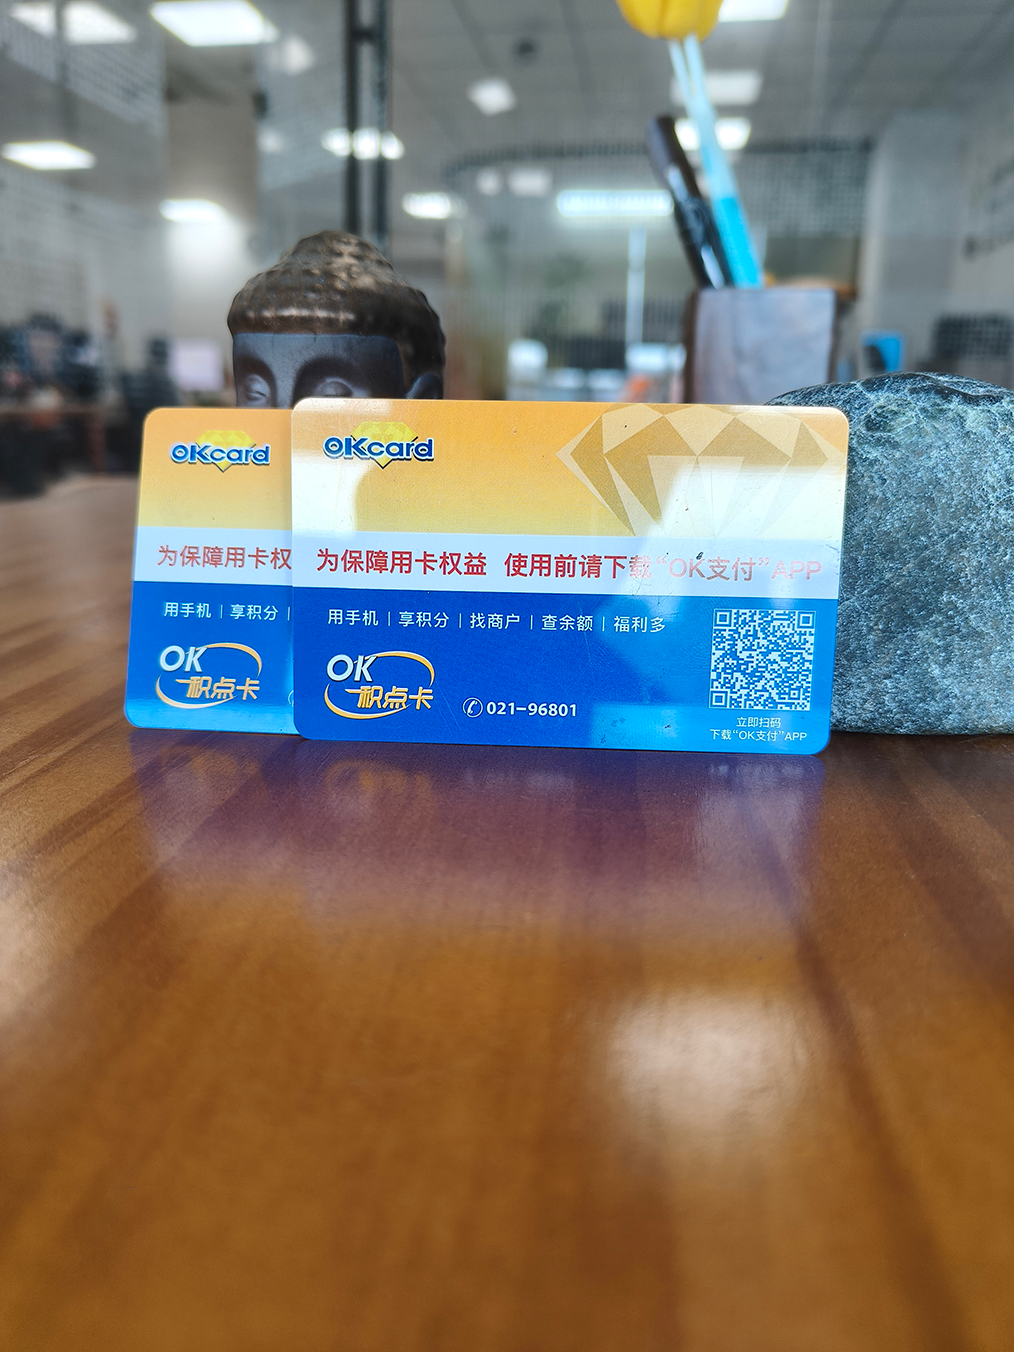 OKcard
为保障用卡权
用手机 | 享积分 |
OK
积点卡
OKcard
为保障用卡权益 使用前请下载“OK支付”APP
用手机 | 享积分 | 找商户 | 查余额 | 福利多
OK
积点卡
021-96801
立即扫码
下载“OK支付”APP